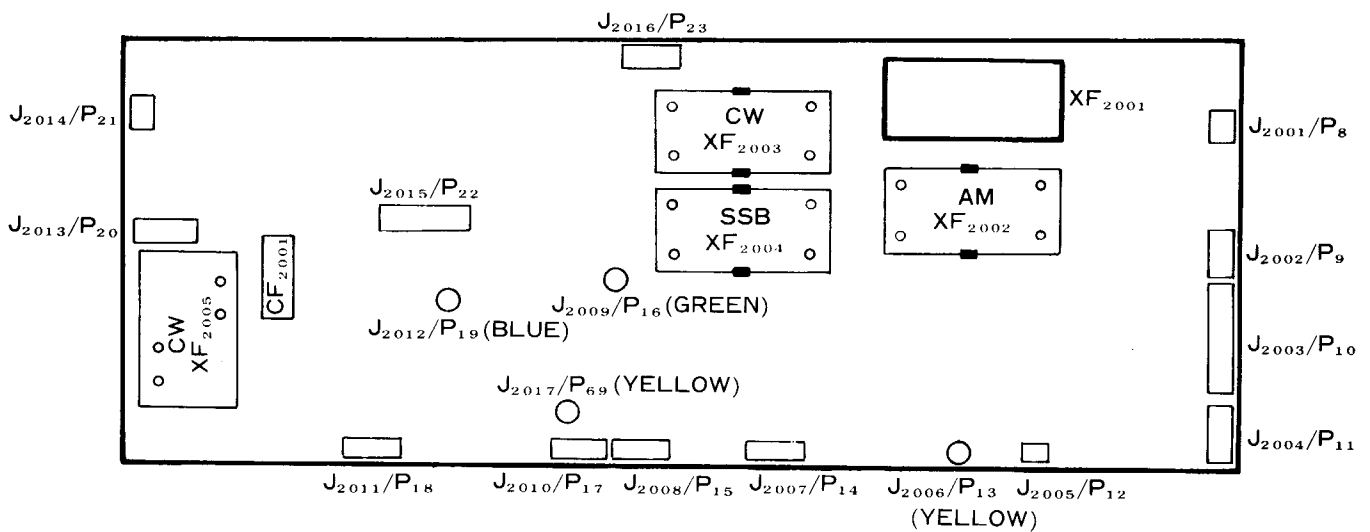 J2016/P23
J2014/P21
CW
XF2003
XF2001
J2001/P8
J2015/P22
SSB
XF2004
AM
XF2002
J2013/P20
J2002/P9
CW
XF2005
CF2001
J2009/P16 (GREEN)
J2012/P19 (BLUE)
J2003/P10
J2017/P69 (YELLOW)
J2004/P11
J2011/P18
J2010/P17
J2008/P15
J2007/P14
J2006/P13
(YELLOW)
J2005/P12